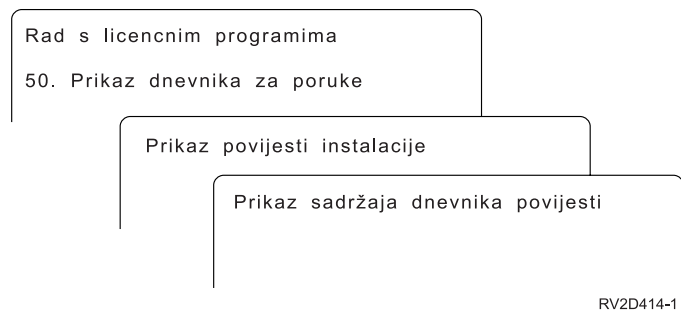 Rad s licencnim programima
50. Prikaz dnevnika za poruke
Prikaz povijesti instalacije
Prikaz sadržaja dnevnika povijesti
RV2D414-1